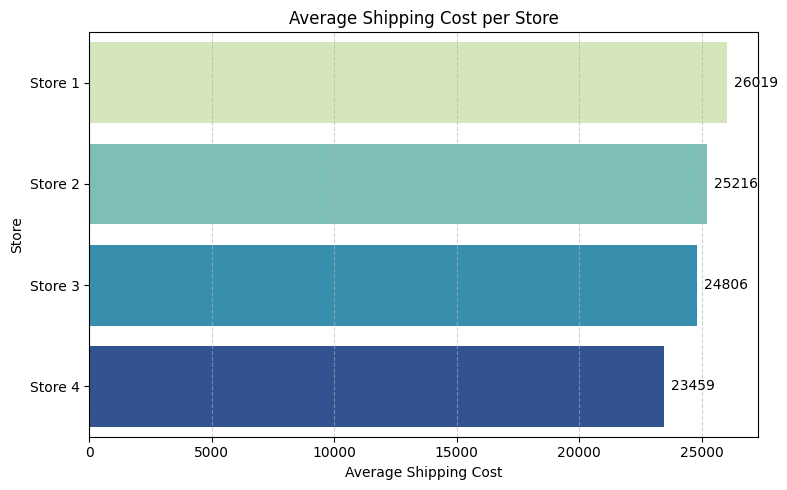 Average Shipping Cost per Store
Store
Store 1
26019
Store 2
25216
Store 3
24806
Store 4
23459
0 5000 10000 15000 20000 25000
Average Shipping Cost